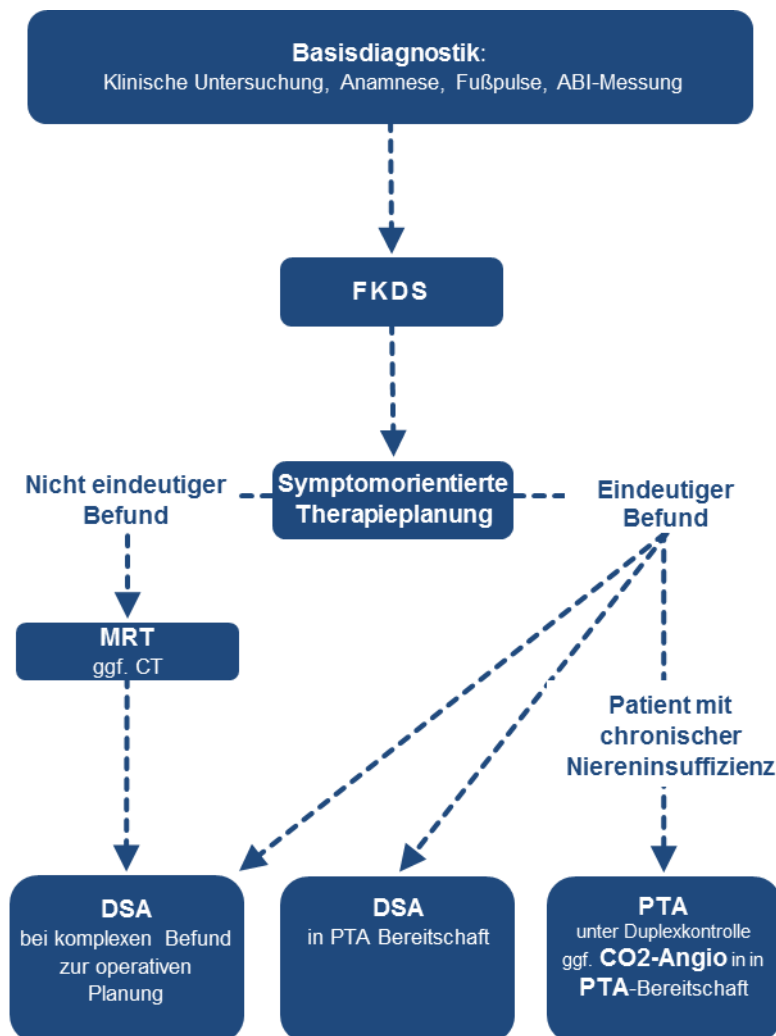 Basisdiagnostik:
Klinische Untersuchung, Anamnese, Fußpulse, ABI-Messung
FKDS
Symptomorientierte
Therapieplanung
Nicht eindeutiger
Befund
Eindeutiger
Befund
MRT
ggf. CT
Patient mit
chronischer
Niereninsuffizienz
DSA
bei komplexen Befund
zur operativen
Planung
DSA
in PTA Bereitschaft
PTA
unter Duplexkontrolle
ggf. CO2-Angio in in
PTA-Bereitschaft